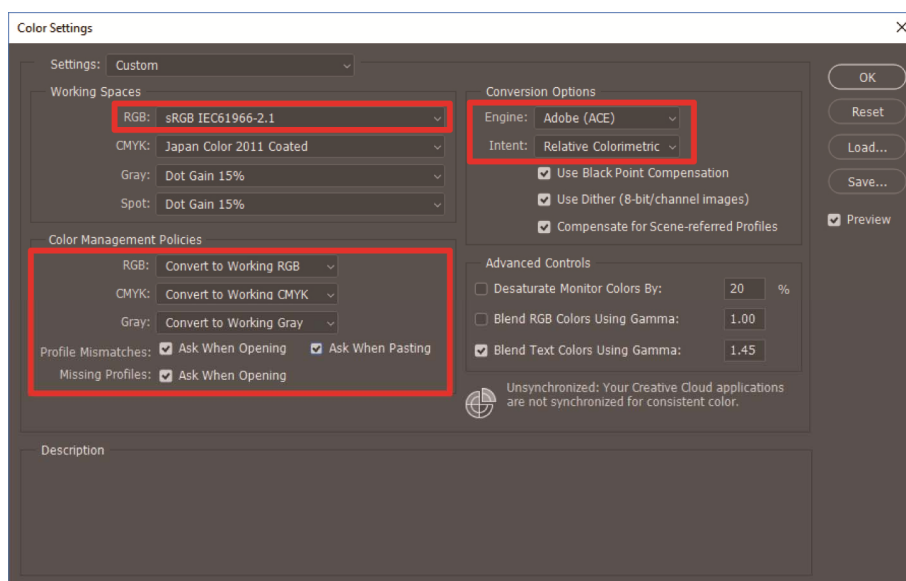 Color Settings
Settings: Custom
Working Spaces
RGB: sRGB IEC61966-2.1
CMYK: Japan Color 2011 Coated
Gray: Dot Gain 15%
Spot: Dot Gain 15%
Color Management Policies
RGB: Convert to Working RGB
CMYK: Convert to Working CMYK
Gray: Convert to Working Gray
Profile Mismatches: Ask When Opening Ask When Pasting
Missing Profiles: Ask When Opening
Conversion Options
Engine: Adobe (ACE)
Intent: Relative Colorimetric
Use Black Point Compensation
Use Dither (8-bit/channel images)
Compensate for Scene-referred Profiles
Advanced Controls
Desaturate Monitor Colors By: 20 %
Blend RGB Colors Using Gamma: 1.00
Blend Text Colors Using Gamma: 1.45
Unsynchronized: Your Creative Cloud applications
are not synchronized for consistent color.
OK
Reset
Load...
Save...
Preview
Description